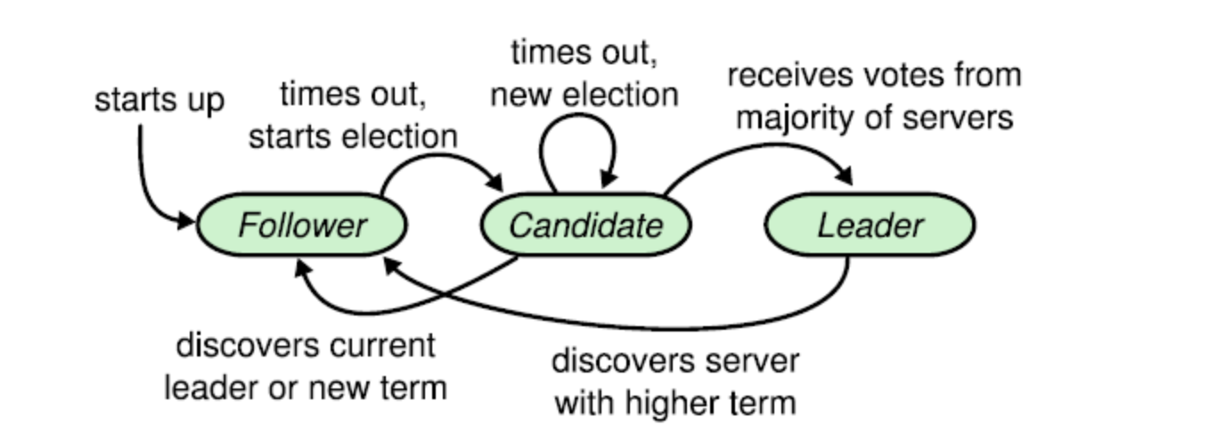 starts up
times out,
starts election
times out,
new election
receives votes from
majority of servers
Follower
Candidate
Leader
discovers current
leader or new term
discovers server
with higher term